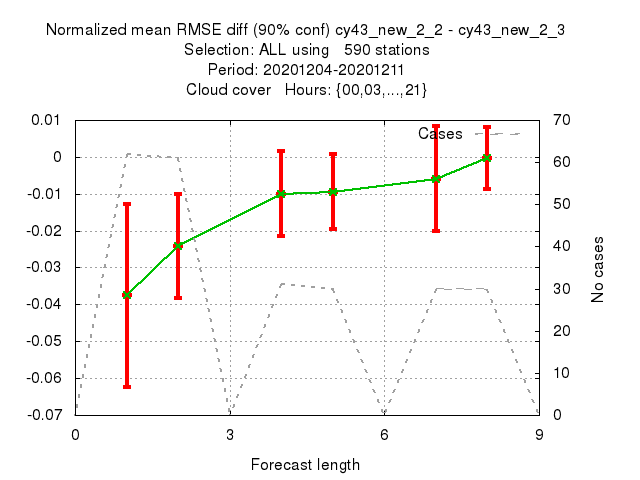 Normalized mean RMSE diff (90% conf) cy43_new_2_2 - cy43_new_2_3
Selection: ALL using   590 stations
Period: 20201204-20201211
Cloud cover   Hours: {00,03,...,21}
Cases
0.01
0
-0.01
-0.02
-0.03
-0.04
-0.05
-0.06
-0.07
70
60
50
40
30
20
10
0
No cases
0 3 6 9
Forecast length